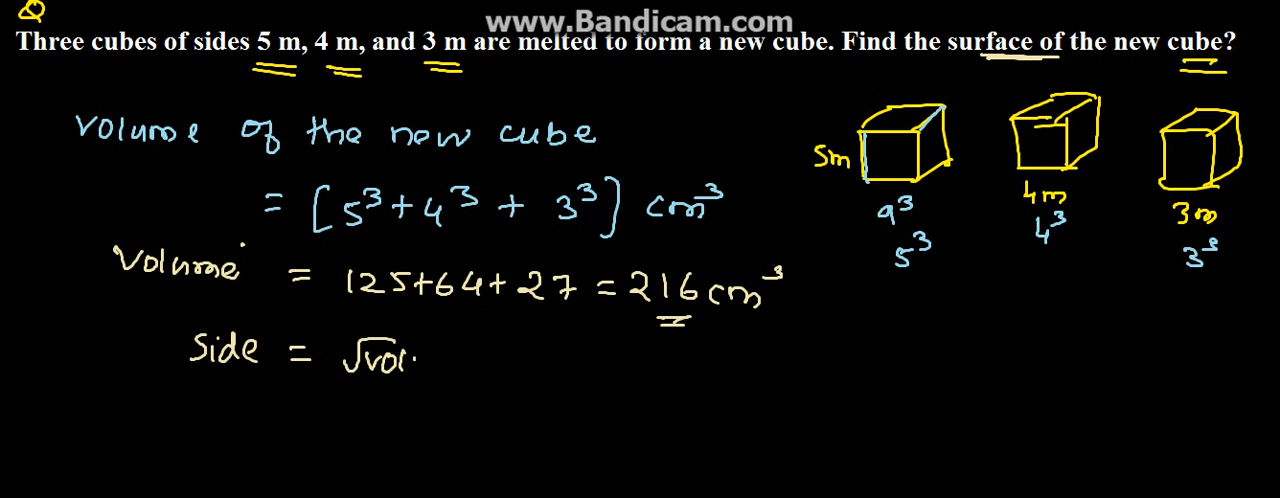 Q
www.Bandicam.com
Three cubes of sides 5 m, 4 m, and 3 m are melted to form a new cube. Find the surface of the new cube?
Volume of the new cube
= [5³ + 4³ + 3³] cm³
Volume = 125+64+27 = 216 cm³
Side = √vol.
5m
a³
5³
4m
4³
3m
3³